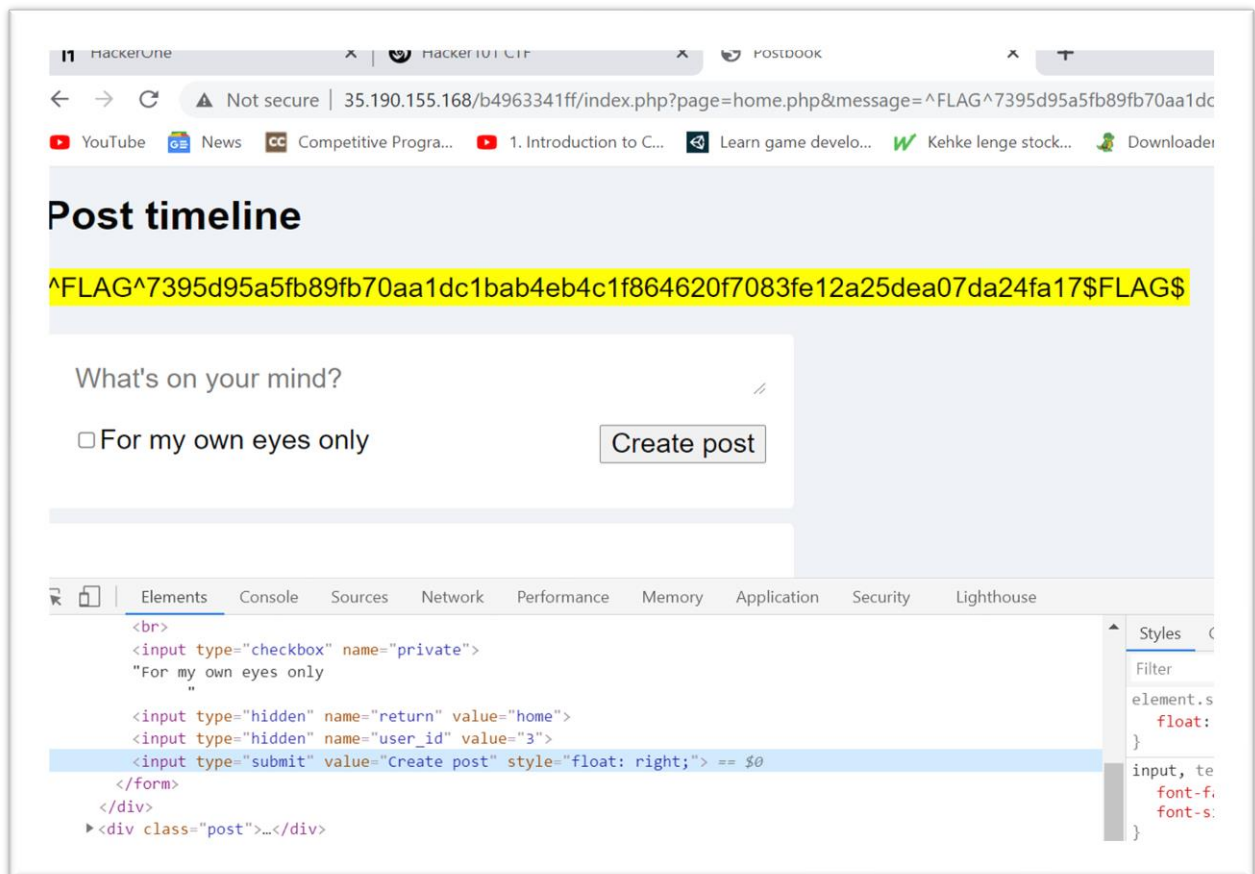 HackerOne
Hacker101 CTF
Postbook
Not secure | 35.190.155.168/b4963341ff/index.php?page=home.php&message=^FLAG^7395d95a5fb89fb70aa1dc
YouTube News Competitive Progra... 1. Introduction to C... Learn game develo... Kehke lenge stock... Downloader
Post timeline
^FLAG^7395d95a5fb89fb70aa1dc1bab4eb4c1f864620f7083fe12a25dea07da24fa17$FLAG$
What's on your mind?
For my own eyes only
Create post
Elements Console Sources Network Performance Memory Application Security Lighthouse
<br>
<input type="checkbox" name="private">
"For my own eyes only
"
<input type="hidden" name="return" value="home">
<input type="hidden" name="user_id" value="3">
<input type="submit" value="Create post" style="float: right;"> == $0
</form>
</div>
<div class="post">…</div>
Styles
Filter
element.s
float:
}
input, te
font-fa
font-s
}